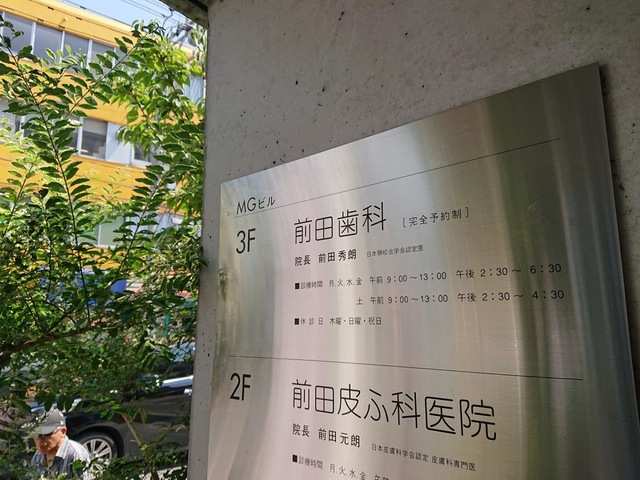 MGビル
3F
前田歯科 [完全予約制]
院長 前田秀朗 日本顎咬合学会認定医
■診療時間 月,火,水,金 午前 9:00〜13:00 午後 2:30〜 6:30
土 午前 9:00〜13:00 午後 2:30〜 4:30
■休診日 木曜・日曜・祝日
2F
前田皮ふ科医院
院長 前田元朗 日本皮膚科学会認定 皮膚科専門医
■診療時間 月,火,水,金 午前